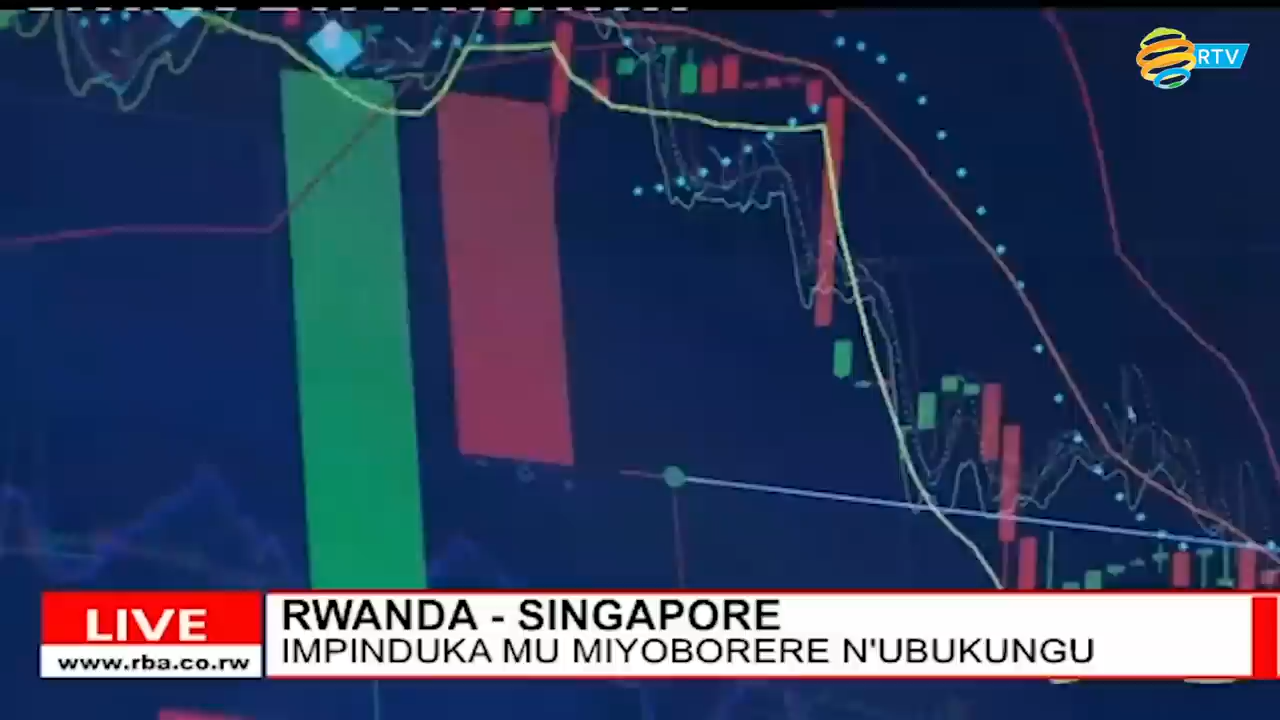 RTV
RWANDA - SINGAPORE
LIVE
IMPINDUKA MU MIYOBORERE N'UBUKUNGU
www.rba.co.rw